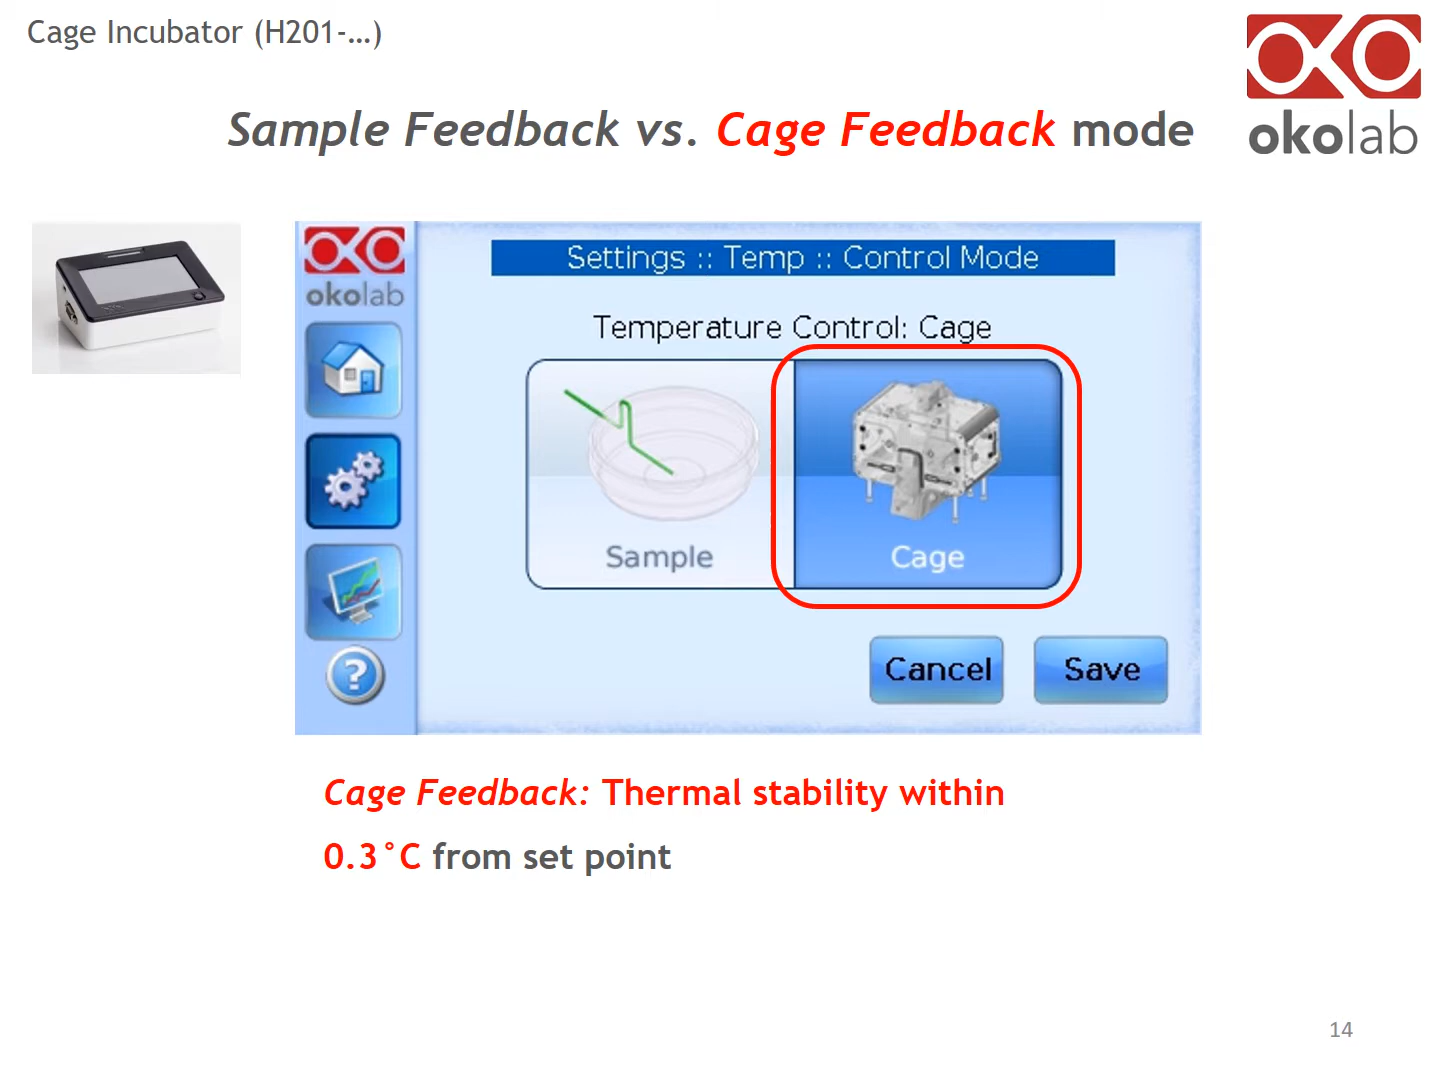 Cage Incubator (H201-...)
okolab
Sample Feedback vs. Cage Feedback mode
okolab
Settings :: Temp :: Control Mode
Temperature Control: Cage
Sample
Cage
?
Cancel
Save
Cage Feedback: Thermal stability within
0.3°C from set point
14